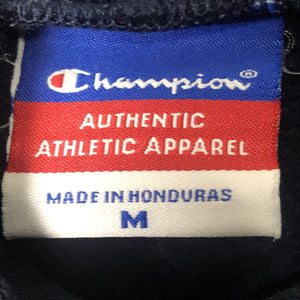 Champion®
AUTHENTIC
ATHLETIC APPAREL
MADE IN HONDURAS
M